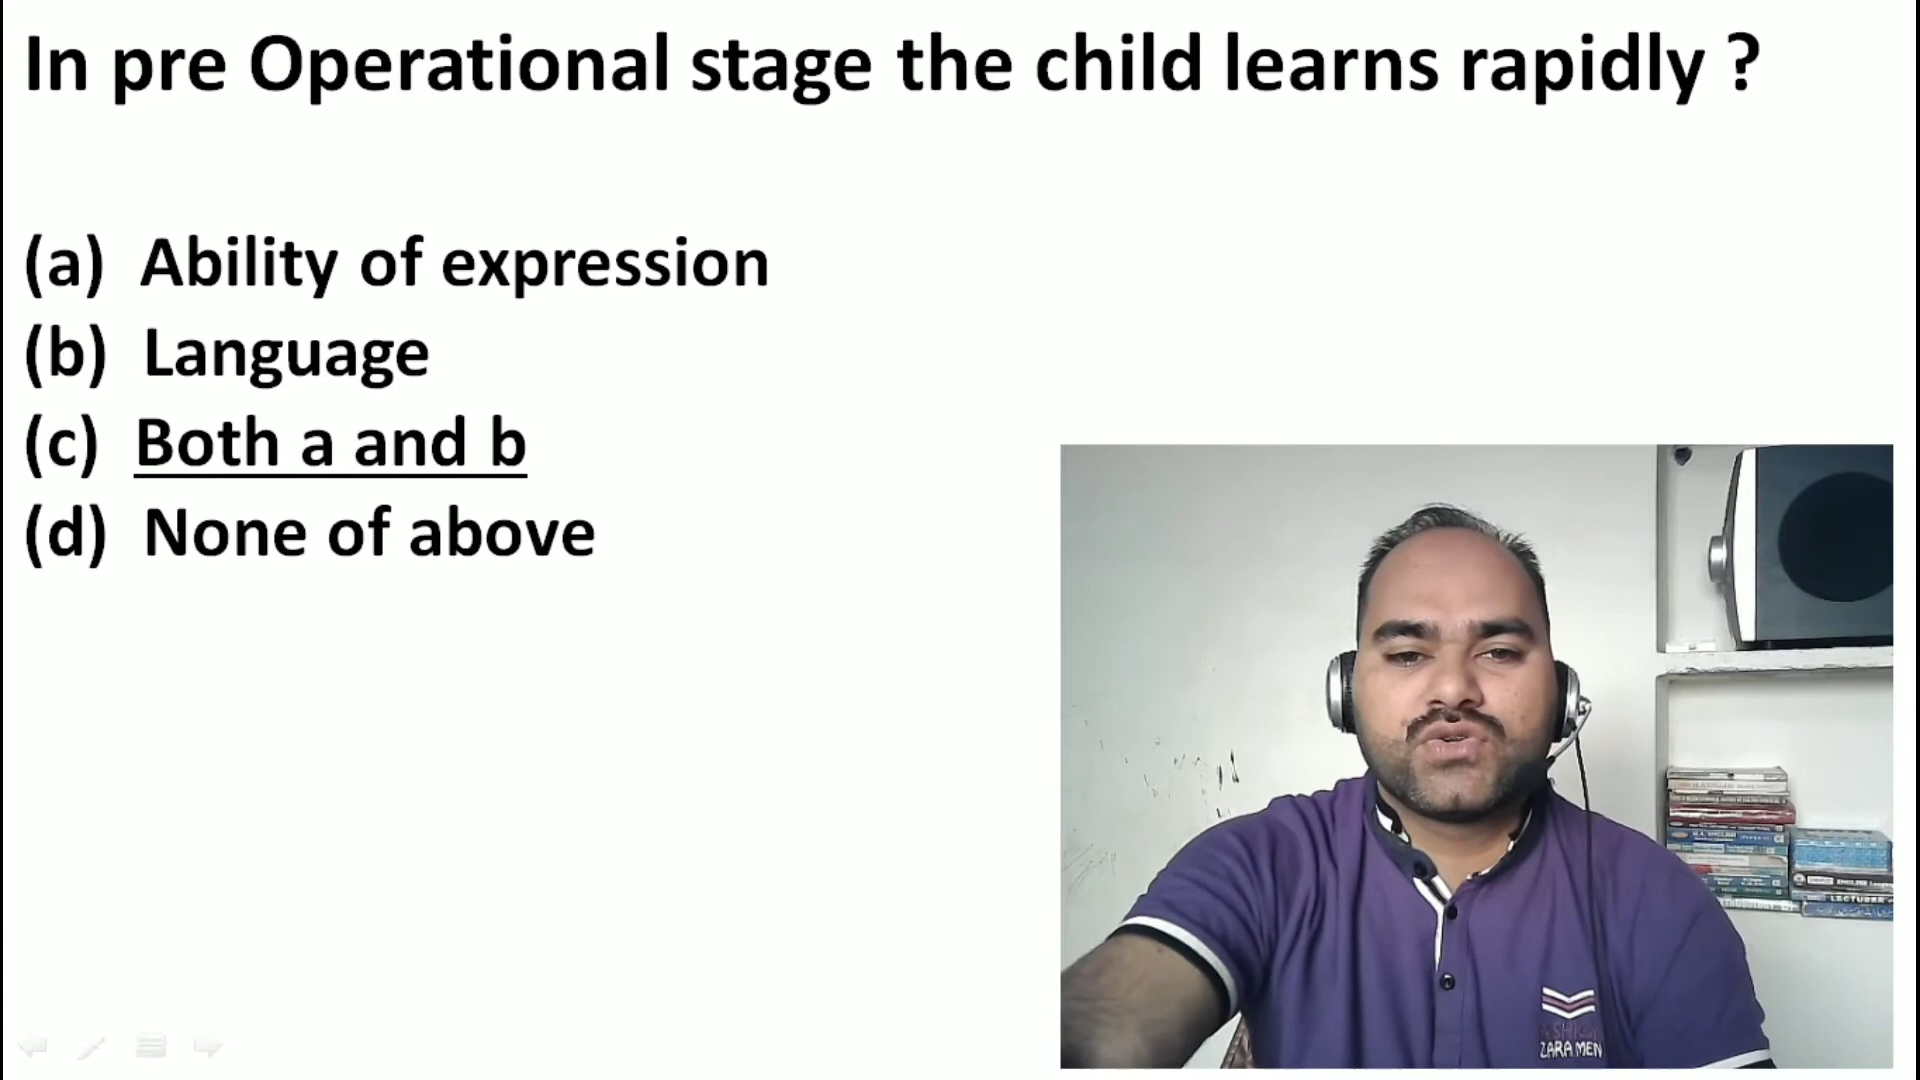 In pre Operational stage the child learns rapidly ?
(a) Ability of expression
(b) Language
(c) Both a and b
(d) None of above
ZARA MEN
LECTURER